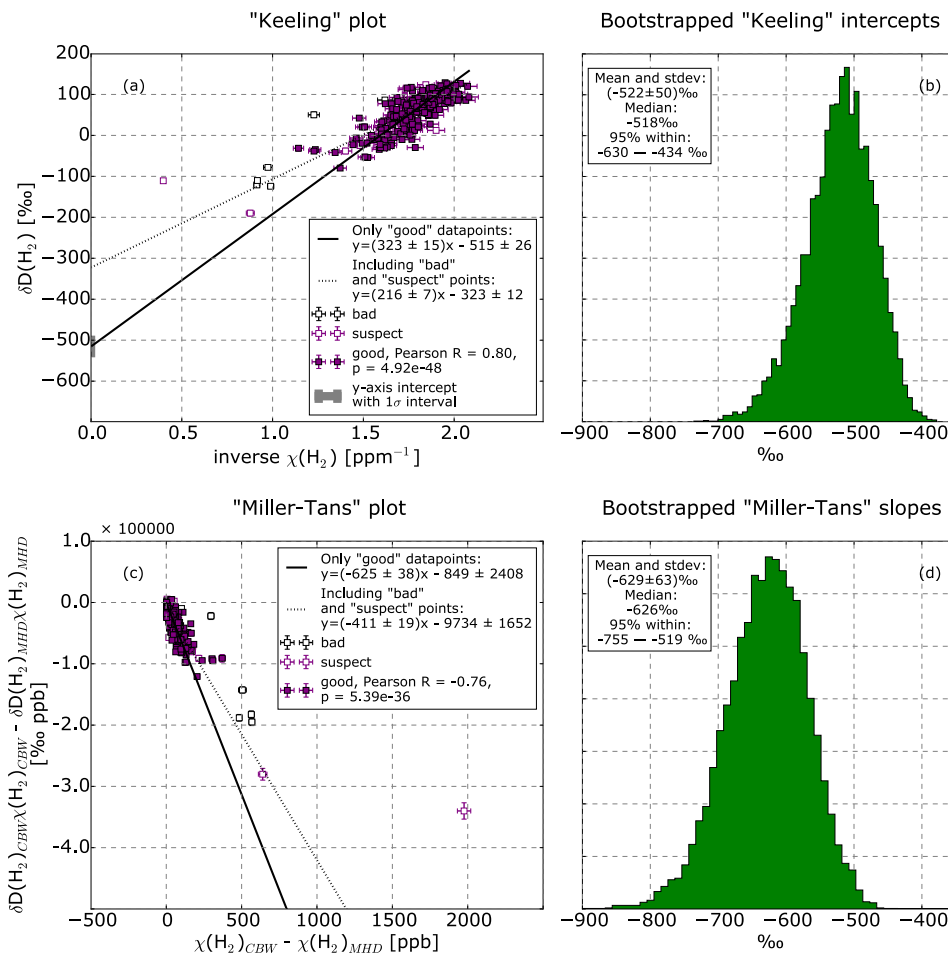 "Keeling" plot
Bootstrapped "Keeling" intercepts
200
100
0
−100
−200
−300
−400
−500
−600
δD(H₂) [‰]
(a)
Only "good" datapoints:
y=(323 ± 15)x - 515 ± 26
Including "bad"
and "suspect" points:
y=(216 ± 7)x - 323 ± 12
bad
suspect
good, Pearson R = 0.80,
p = 4.92e-48
y-axis intercept
with 1σ interval
0.0 0.5 1.0 1.5 2.0
inverse χ(H₂) [ppm⁻¹]
Mean and stdev:
(-522±50)‰
Median:
-518‰
95% within:
-630 — -434 ‰
(b)
−900 −800 −700 −600 −500 −400
‰
"Miller-Tans" plot
Bootstrapped "Miller-Tans" slopes
× 100000
1.0
0.0
-1.0
-2.0
-3.0
-4.0
δD(H₂)_CBW χ(H₂)_CBW - δD(H₂)_MHD χ(H₂)_MHD
[‰ ppb]
(c)
Only "good" datapoints:
y=(-625 ± 38)x - 849 ± 2408
Including "bad"
and "suspect" points:
y=(-411 ± 19)x - 9734 ± 1652
bad
suspect
good, Pearson R = -0.76,
p = 5.39e-36
−500 0 500 1000 1500 2000
χ(H₂)_CBW - χ(H₂)_MHD [ppb]
Mean and stdev:
(-629±63)‰
Median:
-626‰
95% within:
-755 — -519 ‰
(d)
−900 −800 −700 −600 −500 −400
‰